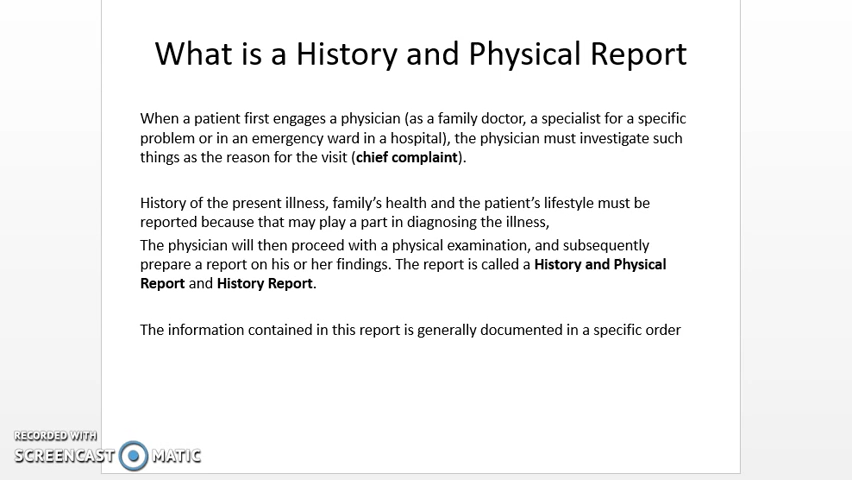 What is a History and Physical Report
When a patient first engages a physician (as a family doctor, a specialist for a specific
problem or in an emergency ward in a hospital), the physician must investigate such
things as the reason for the visit (chief complaint).
History of the present illness, family's health and the patient's lifestyle must be
reported because that may play a part in diagnosing the illness,
The physician will then proceed with a physical examination, and subsequently
prepare a report on his or her findings. The report is called a History and Physical
Report and History Report.
The information contained in this report is generally documented in a specific order
RECORDED WITH
SCREENCAST MATIC